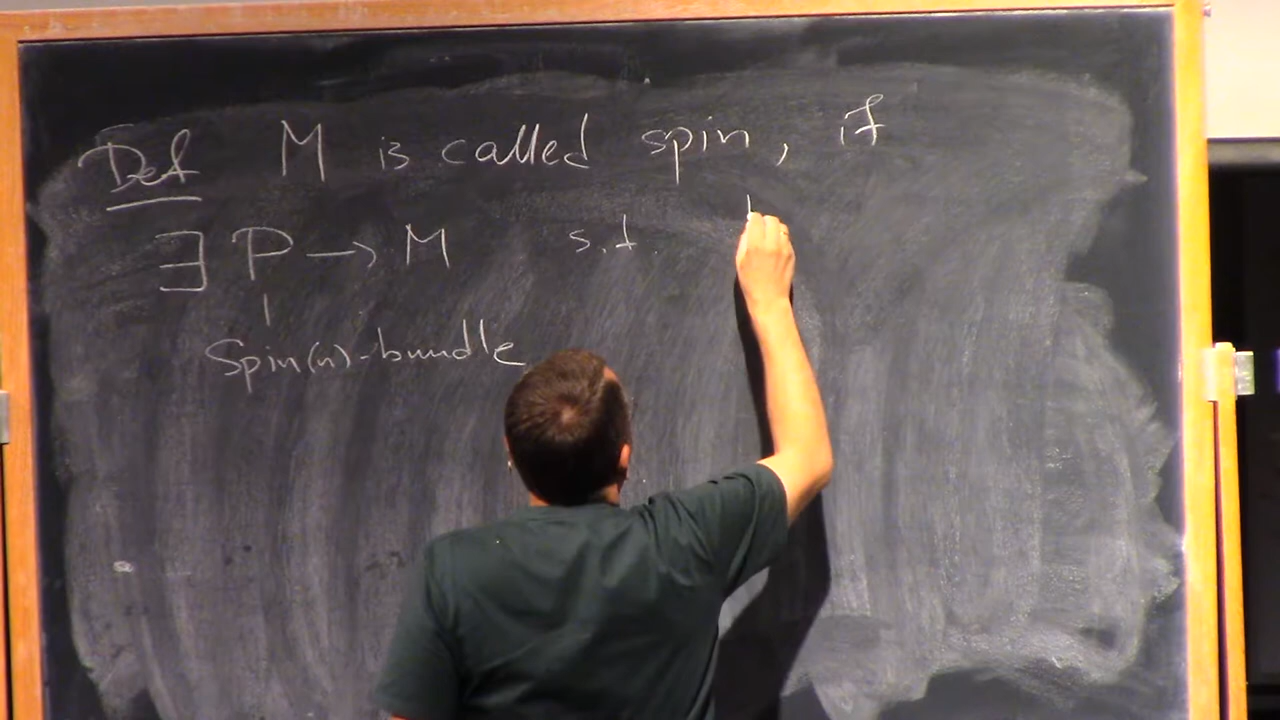 Def M is called spin, if
∃ P → M s.t.
Spin(n)-bundle